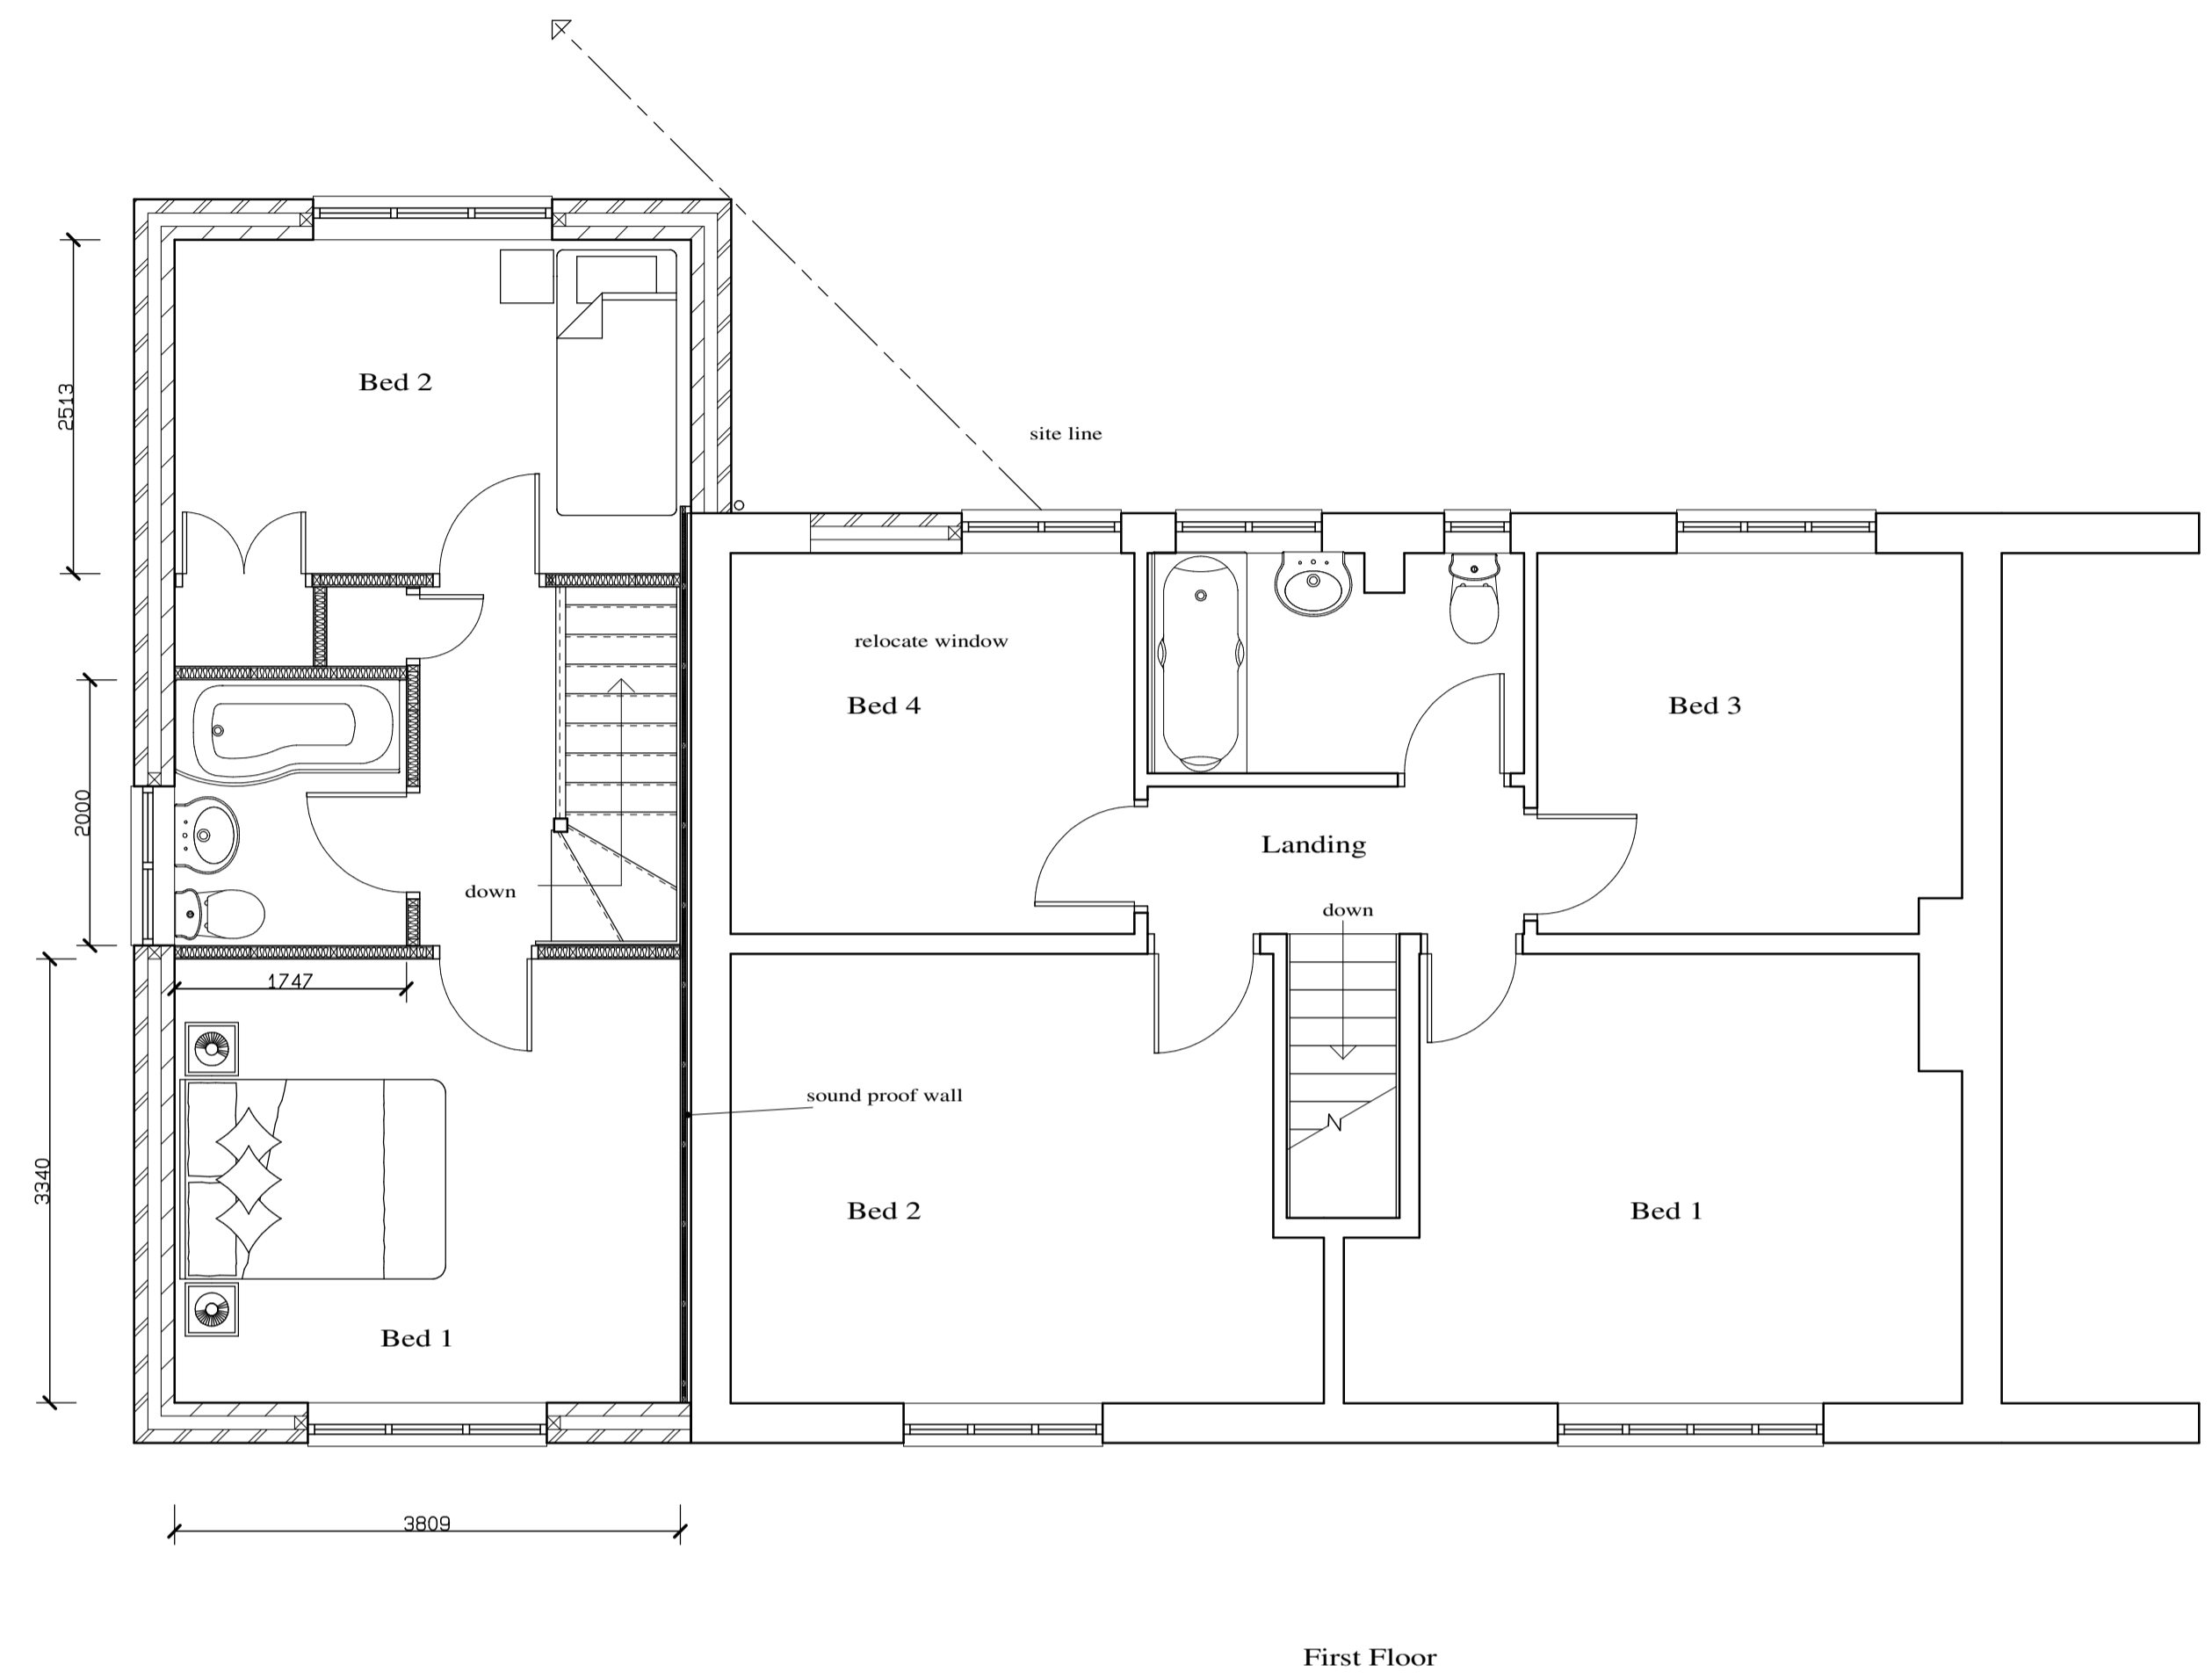 2513
Bed 2
site line
relocate window
Bed 4
Bed 3
2000
Landing
down
down
1747
sound proof wall
3340
Bed 2
Bed 1
Bed 1
3809
First Floor